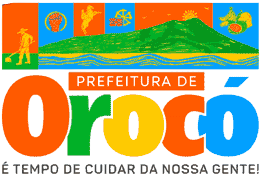 PREFEITURA DE
Orocó
É TEMPO DE CUIDAR DA NOSSA GENTE!